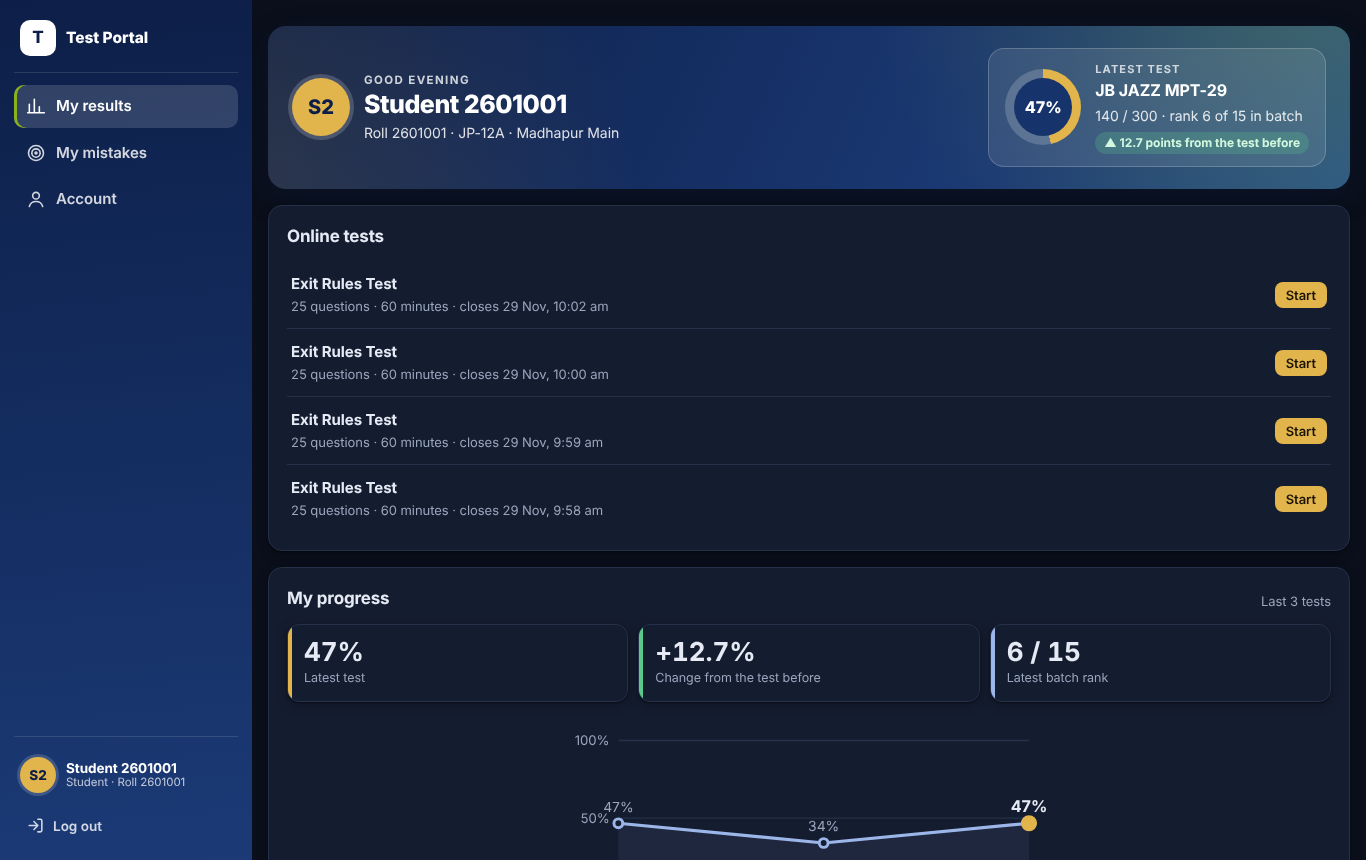 T Test Portal
My results
My mistakes
Account
S2
Student 2601001
Student · Roll 2601001
Log out
S2
GOOD EVENING
Student 2601001
Roll 2601001 · JP-12A · Madhapur Main
47%
LATEST TEST
JB JAZZ MPT-29
140 / 300 · rank 6 of 15 in batch
▲ 12.7 points from the test before
Online tests
Exit Rules Test
25 questions · 60 minutes · closes 29 Nov, 10:02 am
Start
Exit Rules Test
25 questions · 60 minutes · closes 29 Nov, 10:00 am
Start
Exit Rules Test
25 questions · 60 minutes · closes 29 Nov, 9:59 am
Start
Exit Rules Test
25 questions · 60 minutes · closes 29 Nov, 9:58 am
Start
My progress
Last 3 tests
47%
Latest test
+12.7%
Change from the test before
6 / 15
Latest batch rank
100%
50%
47%
34%
47%